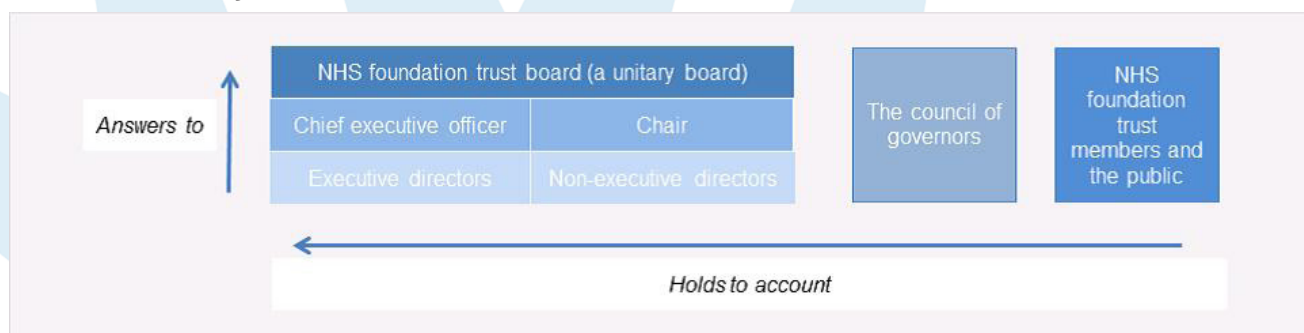 NHS foundation trust board (a unitary board)
Answers to
Chief executive officer
Chair
Executive directors
Non-executive directors
The council of
governors
NHS
foundation
trust
members and
the public
Holds to account